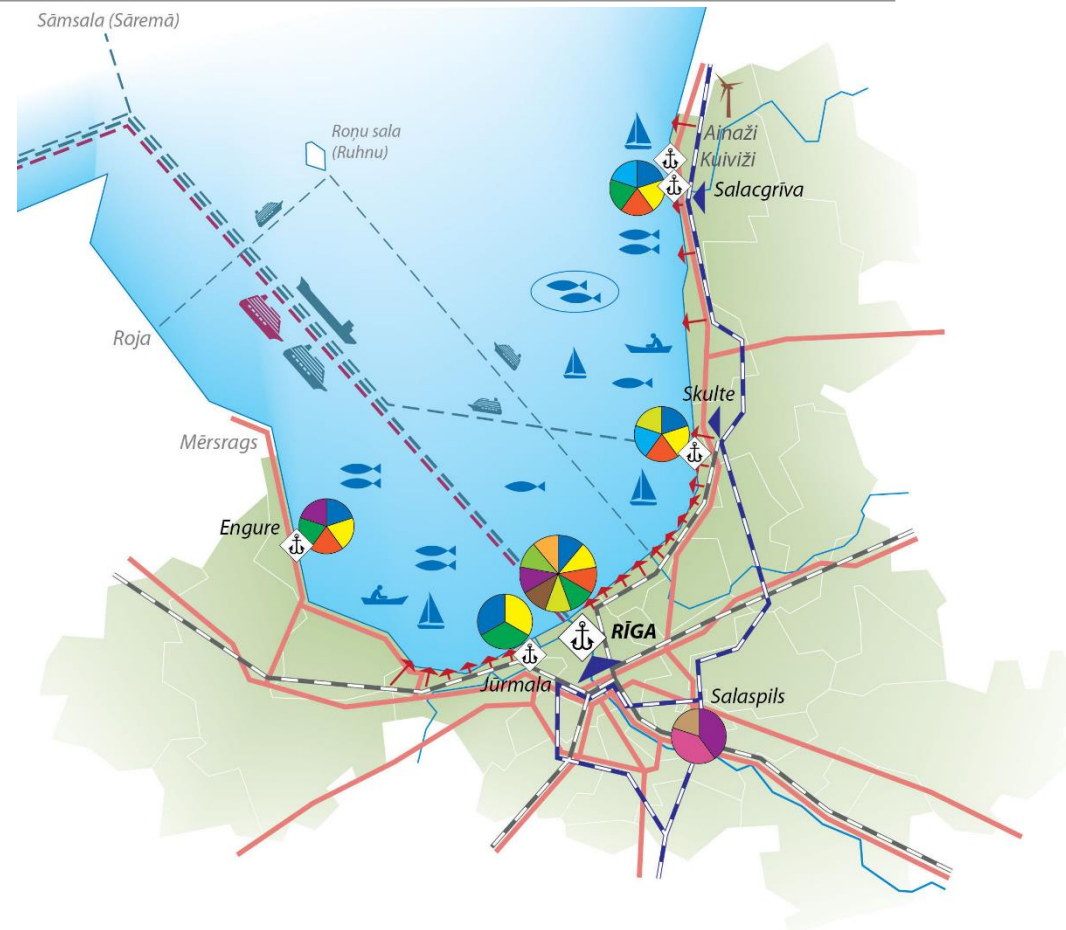 Sāmsala (Sāremā)
Roņu sala
(Ruhnu)
Ainaži
Kuiviži
Salacgrīva
Roja
Skulte
Mērsrags
Engure
RĪGA
Jūrmala
Salaspils